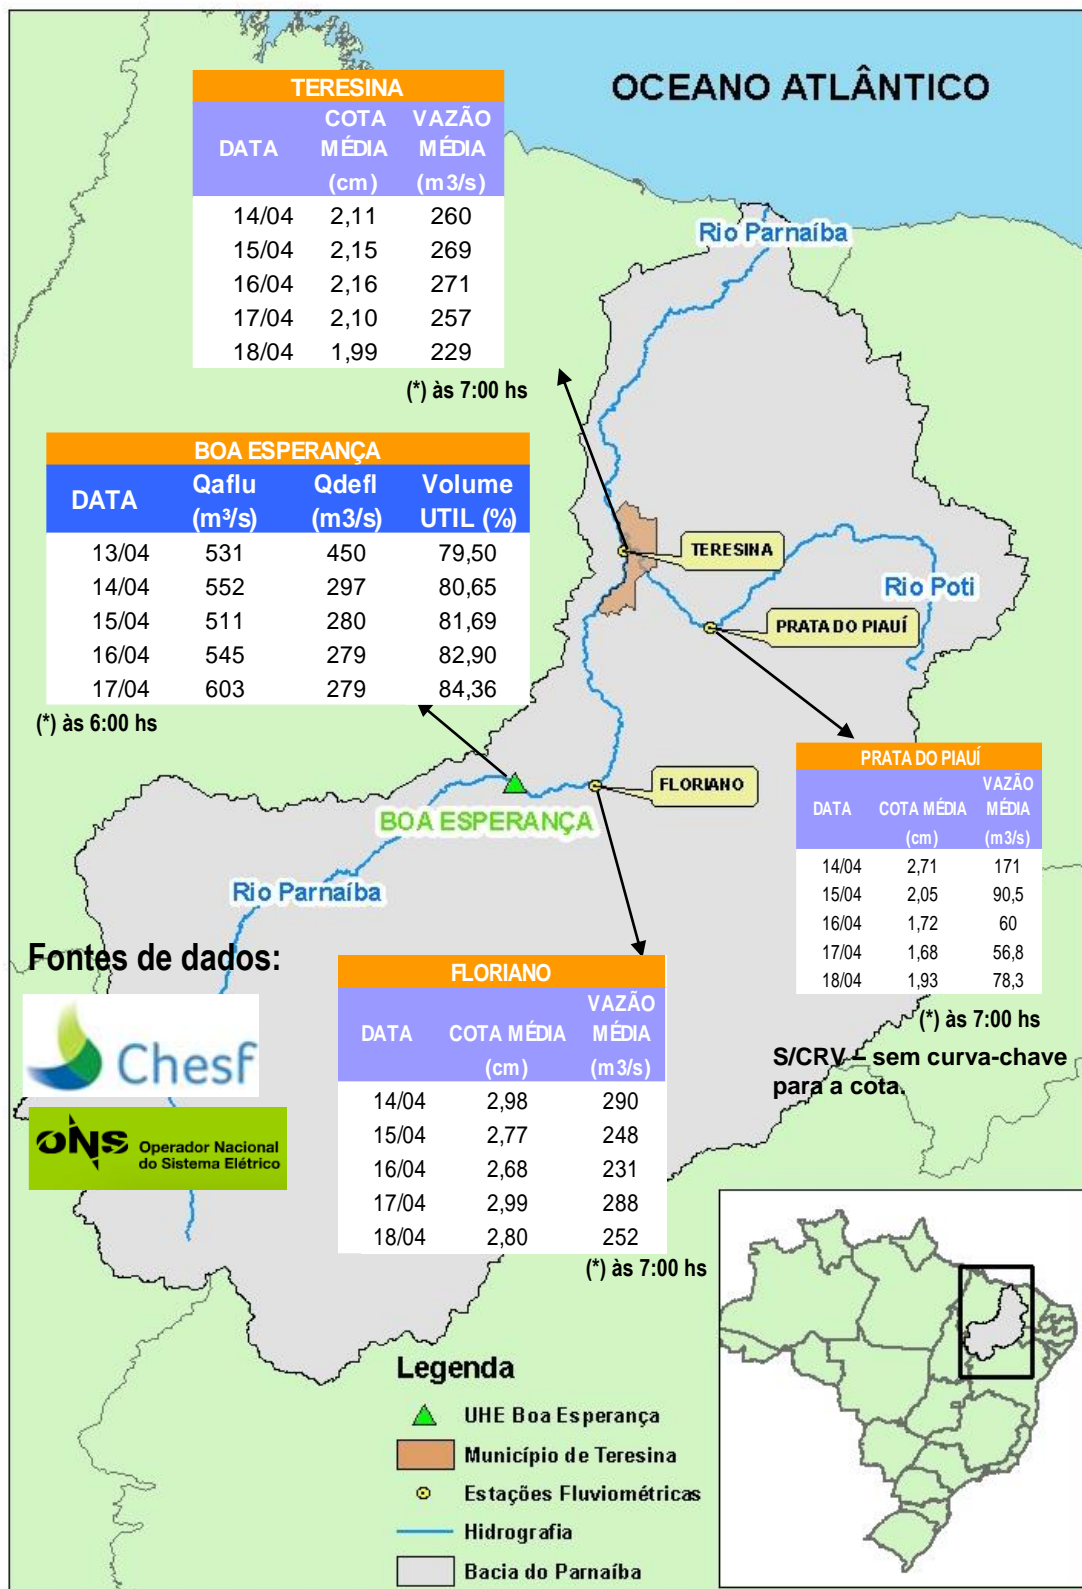 OCEANO ATLÂNTICO
TERESINA
DATA COTA MÉDIA (cm) VAZÃO MÉDIA (m3/s)
14/04 2,11 260
15/04 2,15 269
16/04 2,16 271
17/04 2,10 257
18/04 1,99 229
(*) às 7:00 hs
Rio Parnaíba
BOA ESPERANÇA
DATA Qaflu (m³/s) Qdefl (m3/s) Volume UTIL (%)
13/04 531 450 79,50
14/04 552 297 80,65
15/04 511 280 81,69
16/04 545 279 82,90
17/04 603 279 84,36
(*) às 6:00 hs
TERESINA
Rio Poti
PRATA DO PIAUÍ
FLORIANO
BOA ESPERANÇA
Rio Parnaíba
PRATA DO PIAUÍ
DATA COTA MÉDIA (cm) VAZÃO MÉDIA (m3/s)
14/04 2,71 171
15/04 2,05 90,5
16/04 1,72 60
17/04 1,68 56,8
18/04 1,93 78,3
(*) às 7:00 hs
S/CRV – sem curva-chave
para a cota.
Fontes de dados:
Chesf
ONS Operador Nacional
do Sistema Elétrico
FLORIANO
DATA COTA MÉDIA (cm) VAZÃO MÉDIA (m3/s)
14/04 2,98 290
15/04 2,77 248
16/04 2,68 231
17/04 2,99 288
18/04 2,80 252
(*) às 7:00 hs
Legenda
UHE Boa Esperança
Município de Teresina
Estações Fluviométricas
Hidrografia
Bacia do Parnaíba